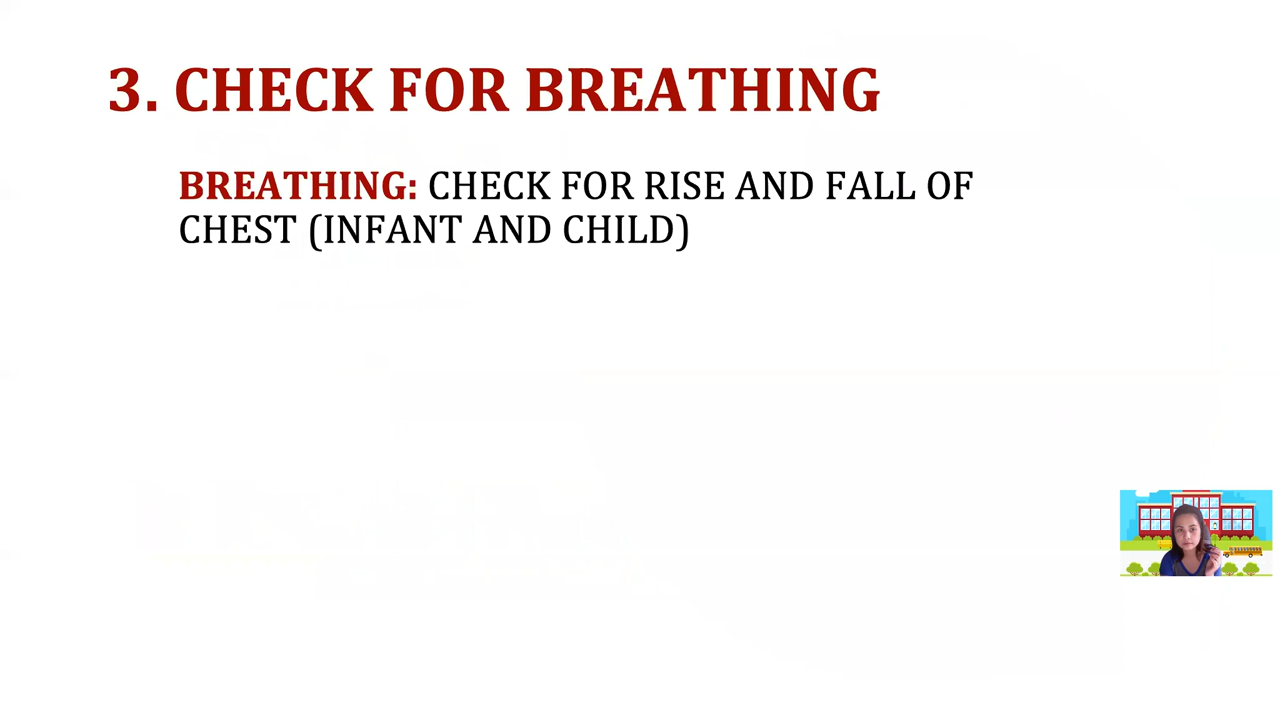 3. CHECK FOR BREATHING
BREATHING: CHECK FOR RISE AND FALL OF
CHEST (INFANT AND CHILD)